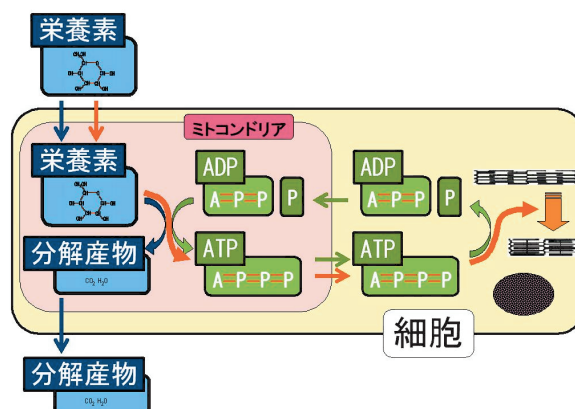 栄養素
ミトコンドリア
栄養素
ADP
A=P=P
P
ADP
A=P=P
P
分解産物
CO₂ H₂O
ATP
A=P=P=P
ATP
A=P=P=P
細胞
分解産物
CO₂ H₂O